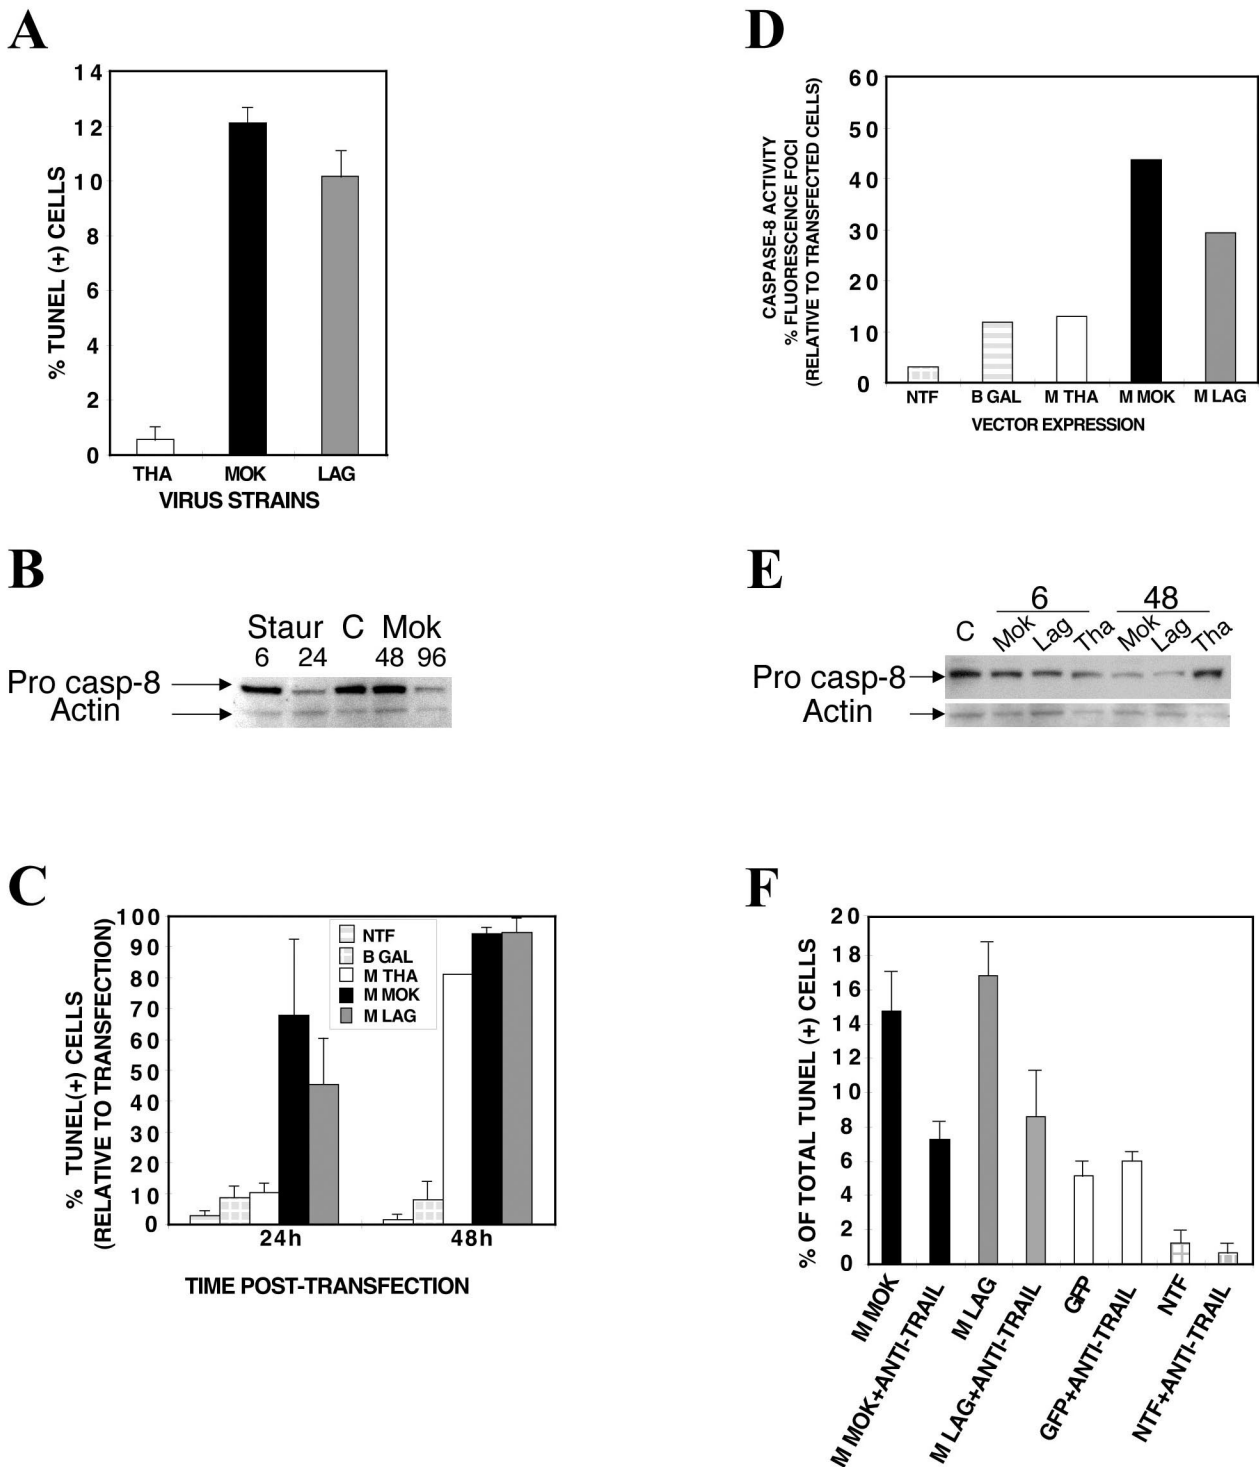 A
14
12
10
8
6
4
2
0
% TUNEL (+) CELLS
THA MOK LAG
VIRUS STRAINS
D
60
50
40
30
20
10
0
CASPASE-8 ACTIVITY
% FLUORESCENCE FOCI
(RELATIVE TO TRANSFECTED CELLS)
NTF B GAL M THA M MOK M LAG
VECTOR EXPRESSION
B
Staur C Mok
6 24 48 96
Pro casp-8
Actin
E
6 48
C Mok Lag Tha Mok Lag Tha
Pro casp-8
Actin
C
100
90
80
70
60
50
40
30
20
10
0
% TUNEL(+) CELLS
(RELATIVE TO TRANSFECTION)
NTF
B GAL
M THA
M MOK
M LAG
24h 48h
TIME POST-TRANSFECTION
F
20
18
16
14
12
10
8
6
4
2
0
% OF TOTAL TUNEL (+) CELLS
M MOK
M MOK+ANTI-TRAIL
M LAG
M LAG+ANTI-TRAIL
GFP
GFP+ANTI-TRAIL
NTF
NTF+ANTI-TRAIL